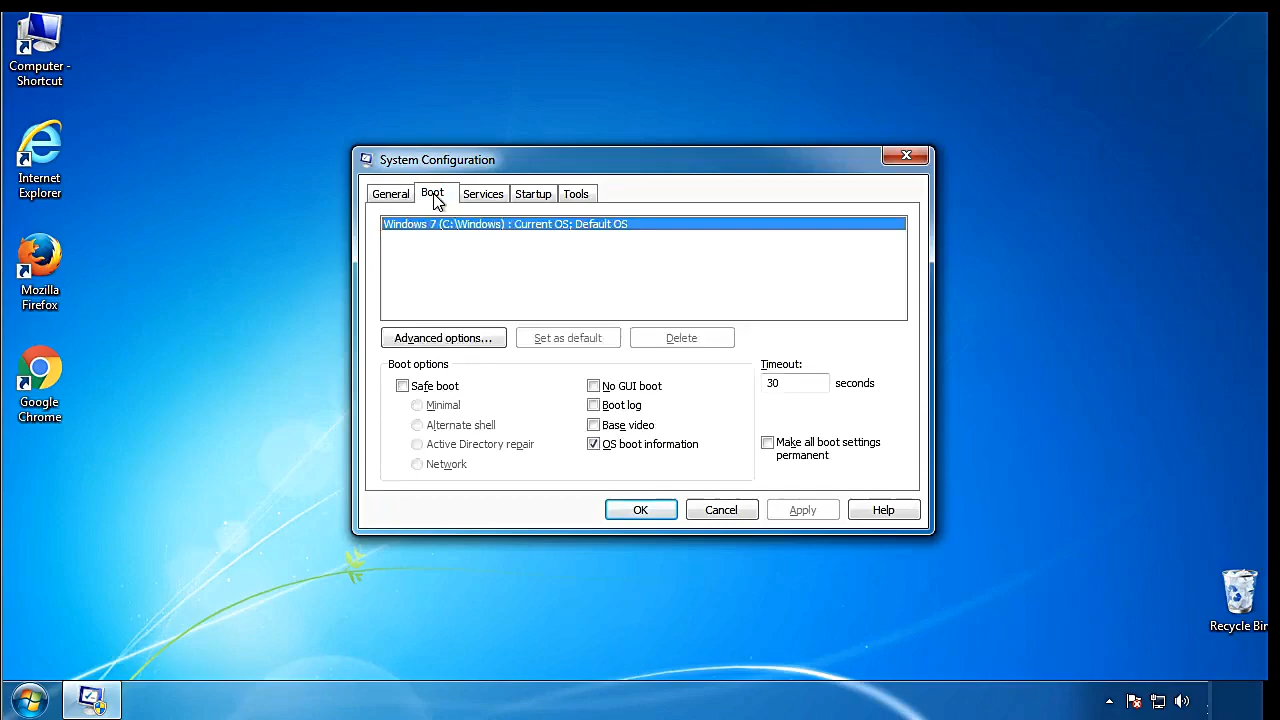 Computer -
Shortcut
Internet
Explorer
Mozilla
Firefox
Google
Chrome
System Configuration
General Boot Services Startup Tools
Windows 7 (C:\Windows) : Current OS; Default OS
Advanced options... Set as default Delete
Boot options
Safe boot
Minimal
Alternate shell
Active Directory repair
Network
No GUI boot
Boot log
Base video
OS boot information
Timeout:
30 seconds
Make all boot settings
permanent
OK Cancel Apply Help
Recycle Bin